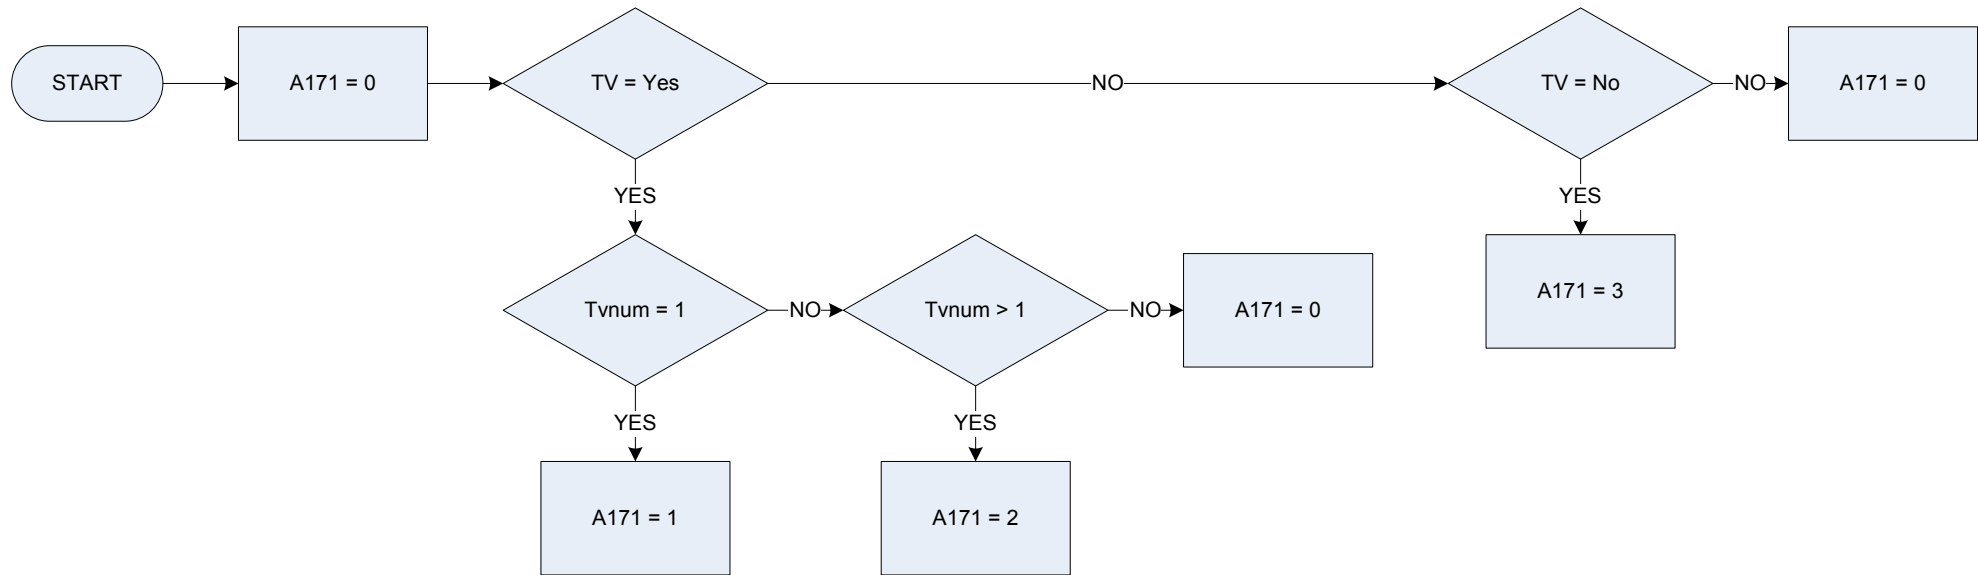 START
A171 = 0
TV = Yes
NO
TV = No
NO
A171 = 0
YES
YES
Tvnum = 1
NO
Tvnum > 1
NO
A171 = 0
A171 = 3
YES
YES
A171 = 1
A171 = 2